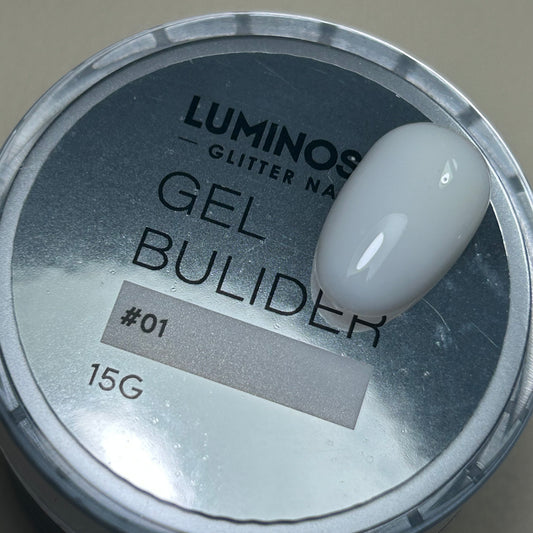 LUMINOS
— GLITTER NA
GEL
BULIDER
#01
15G